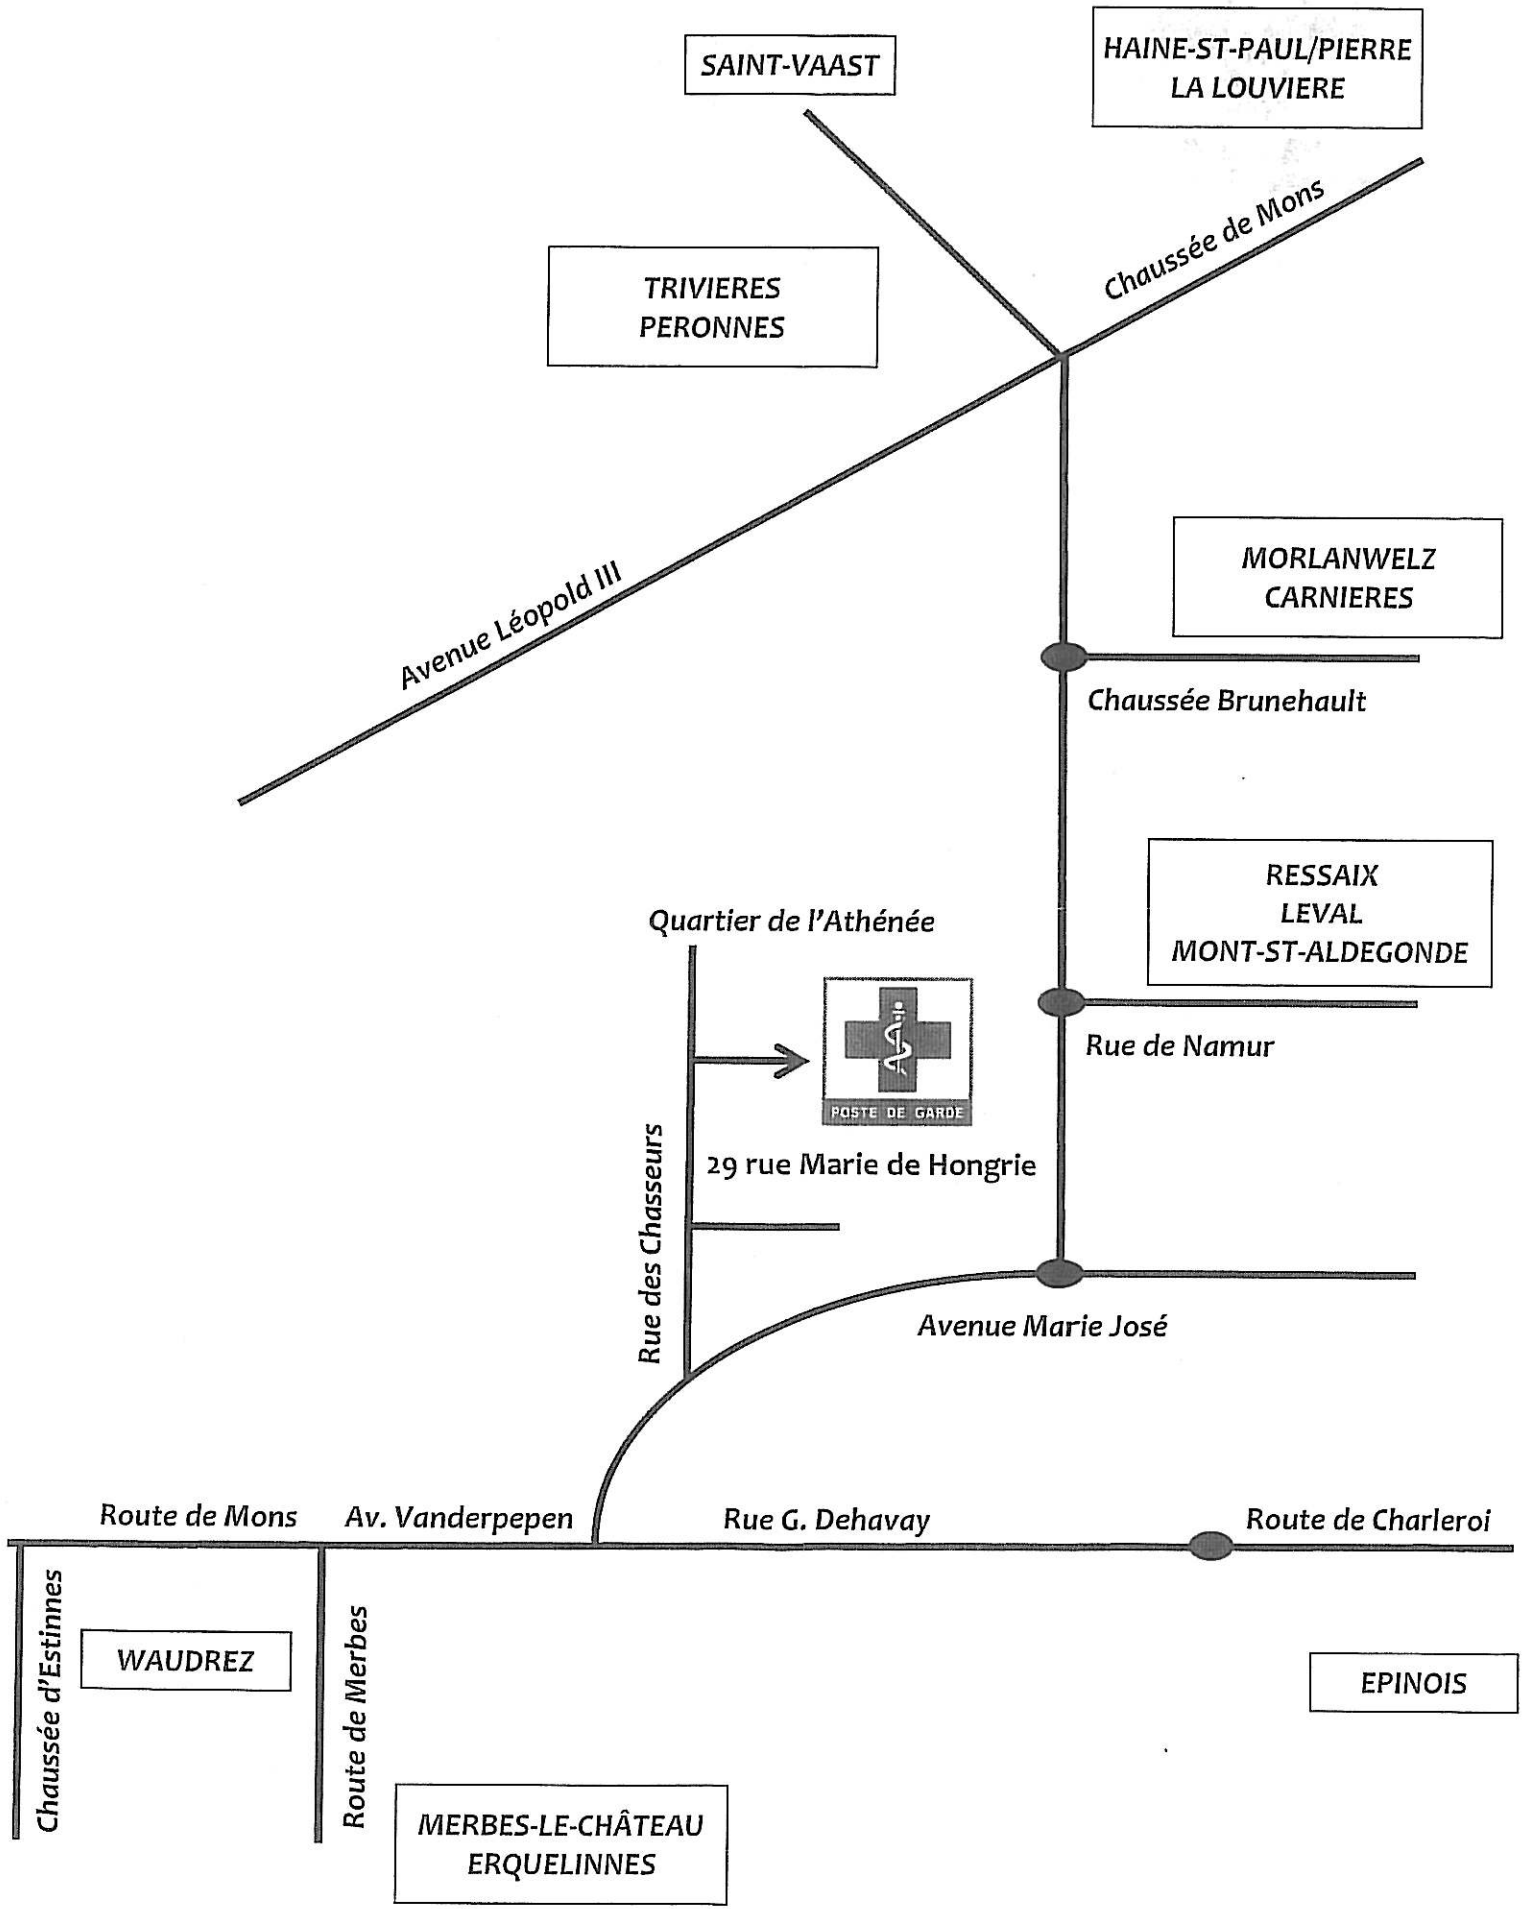 SAINT-VAAST
HAINE-ST-PAUL/PIERRE
LA LOUVIERE
Chaussée de Mons
TRIVIERES
PERONNES
Avenue Léopold III
MORLANWELZ
CARNIERES
Chaussée Brunehault
RESSAIX
LEVAL
MONT-ST-ALDEGONDE
Quartier de l'Athénée
Rue de Namur
POSTE DE GARDE
29 rue Marie de Hongrie
Rue des Chasseurs
Avenue Marie José
Route de Mons
Av. Vanderpepen
Rue G. Dehavay
Route de Charleroi
Chaussée d'Estinnes
WAUDREZ
Route de Merbes
EPINOIS
MERBES-LE-CHÂTEAU
ERQUELINNES